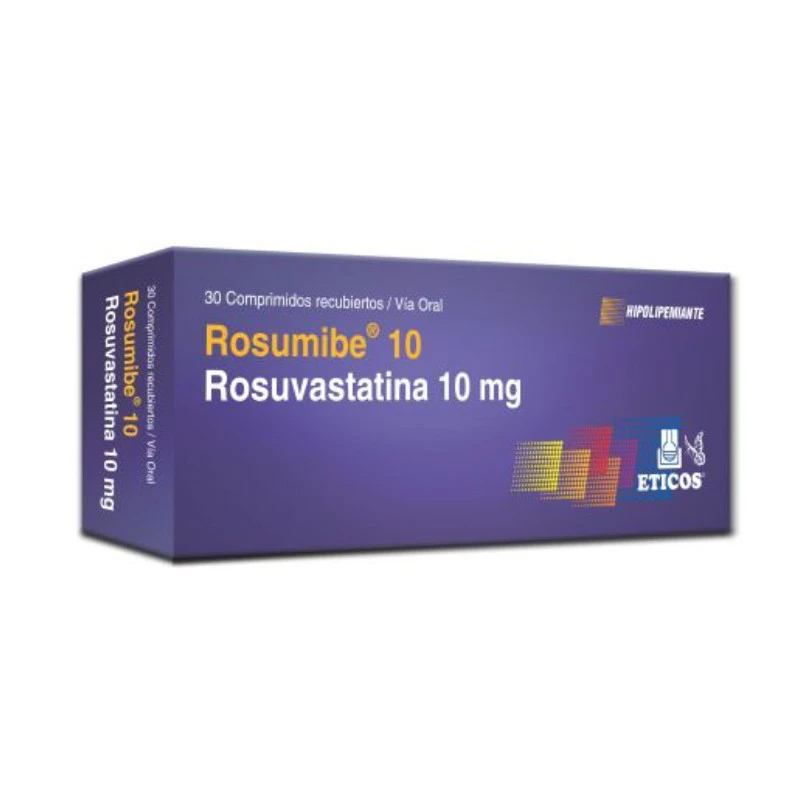 30 Comprimidos recubiertos / Vía Oral
Rosumibe® 10
Rosuvastatina 10 mg
HIPOLIPEMIANTE
ETICOS®
30 Comprimidos recubiertos / Vía Oral
Rosumibe® 10
Rosuvastatina 10 mg